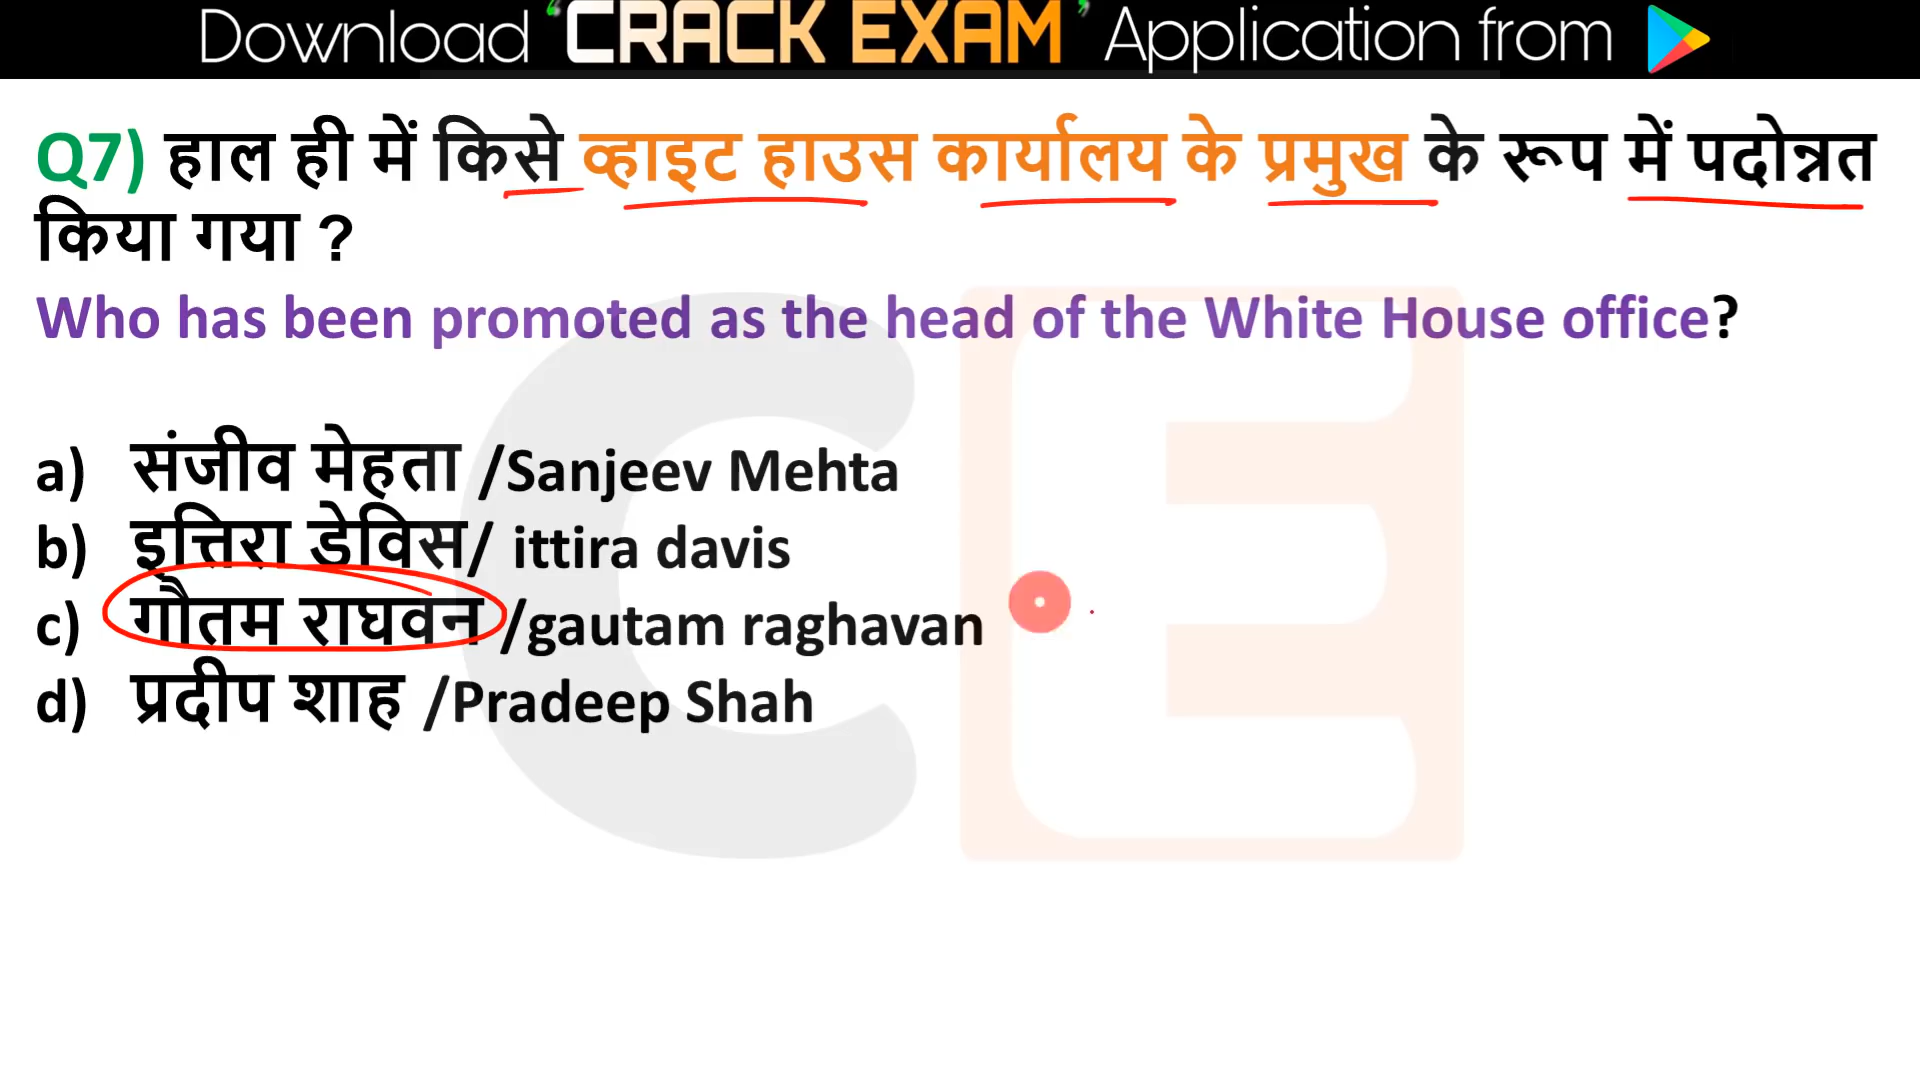 Download ‘CRACK EXAM’ Application from
Q7) हाल ही में किसे व्हाइट हाउस कार्यालय के प्रमुख के रूप में पदोन्नत
किया गया ?
Who has been promoted as the head of the White House office?
a) संजीव मेहता /Sanjeev Mehta
b) इत्तिरा डेविस/ ittira davis
c) गौतम राघवन /gautam raghavan
d) प्रदीप शाह /Pradeep Shah
CE